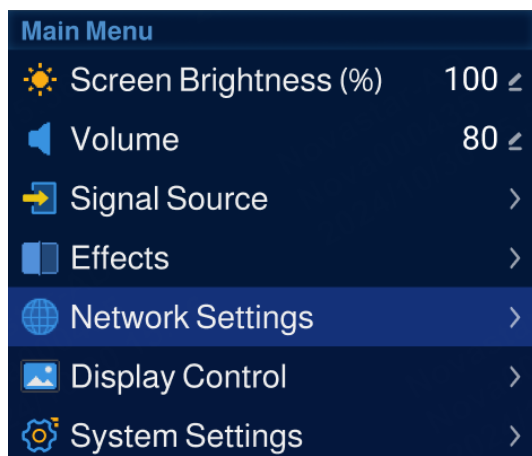 Main Menu
Screen Brightness (%) 100
Volume 80
Signal Source
Effects
Network Settings
Display Control
System Settings